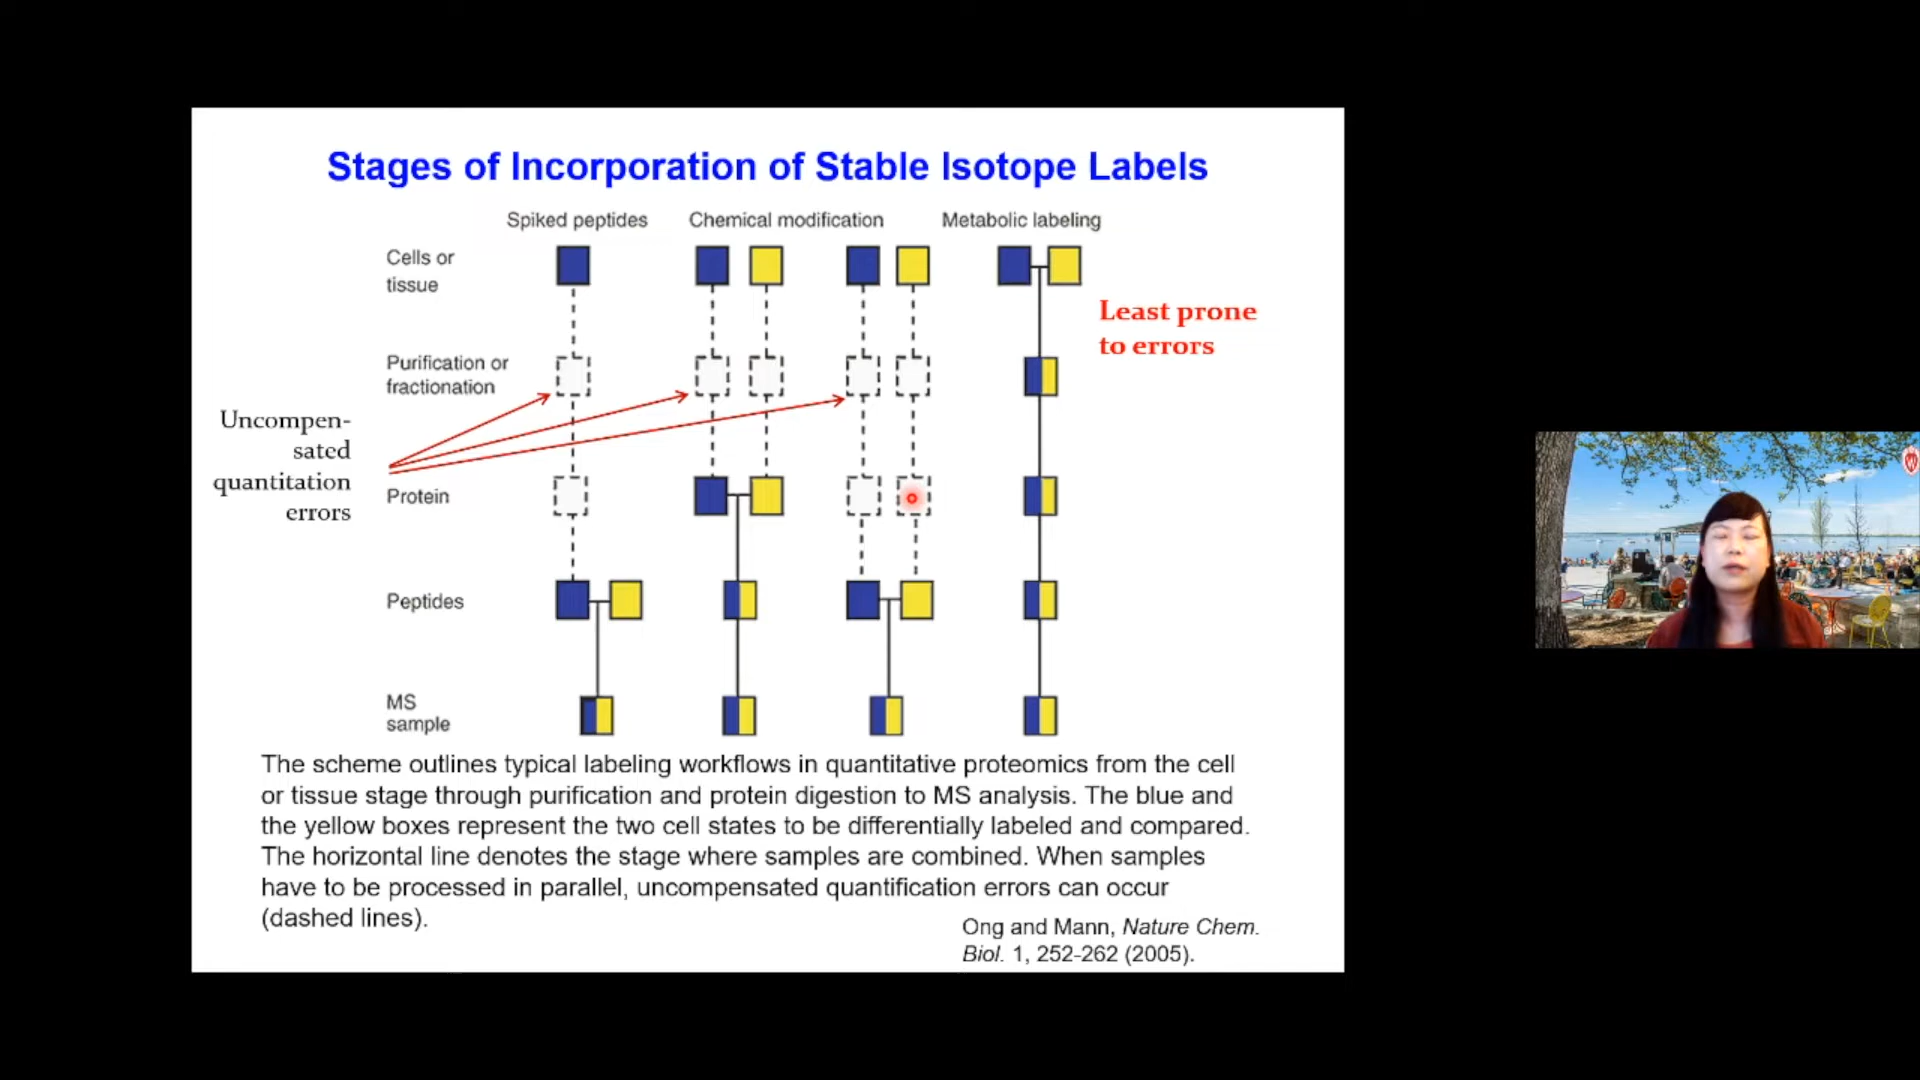 Stages of Incorporation of Stable Isotope Labels
Spiked peptides
Chemical modification
Metabolic labeling
Cells or
tissue
Least prone
to errors
Purification or
fractionation
Uncompen-
sated
quantitation
errors
Protein
Peptides
MS
sample
The scheme outlines typical labeling workflows in quantitative proteomics from the cell
or tissue stage through purification and protein digestion to MS analysis. The blue and
the yellow boxes represent the two cell states to be differentially labeled and compared.
The horizontal line denotes the stage where samples are combined. When samples
have to be processed in parallel, uncompensated quantification errors can occur
(dashed lines).
Ong and Mann, Nature Chem.
Biol. 1, 252-262 (2005).